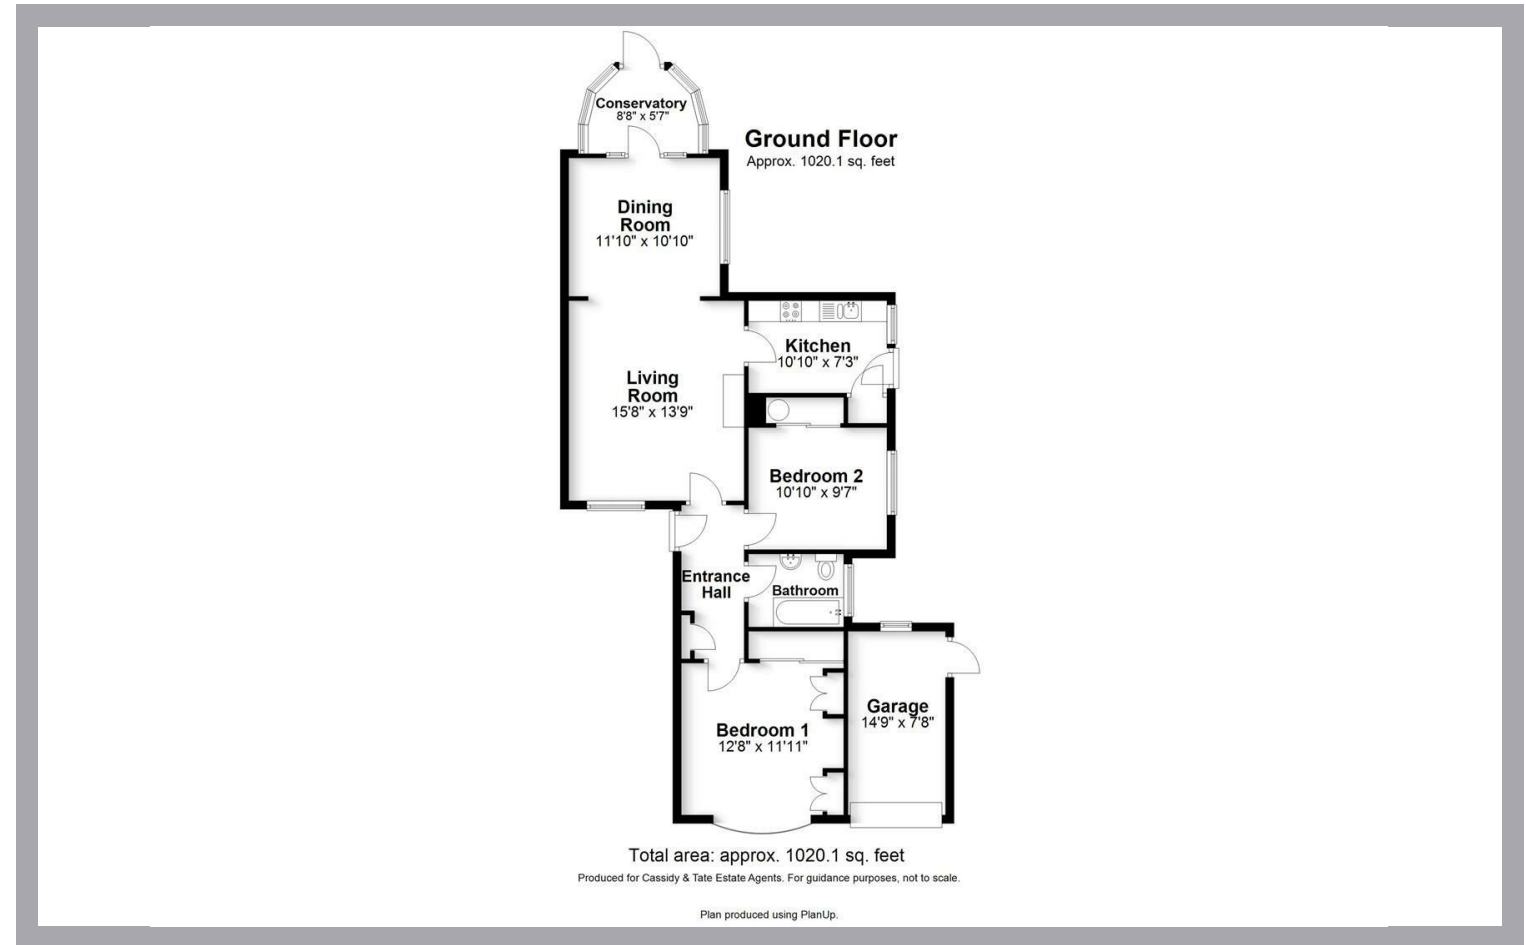 Conservatory
8'8" x 5'7"
Ground Floor
Approx. 1020.1 sq. feet
Dining
Room
11'10" x 10'10"
Kitchen
10'10" x 7'3"
Living
Room
15'8" x 13'9"
Bedroom 2
10'10" x 9'7"
Entrance
Hall
Bathroom
Garage
14'9" x 7'8"
Bedroom 1
12'8" x 11'11"
Total area: approx. 1020.1 sq. feet
Produced for Cassidy & Tate Estate Agents. For guidance purposes, not to scale.
Plan produced using PlanUp.